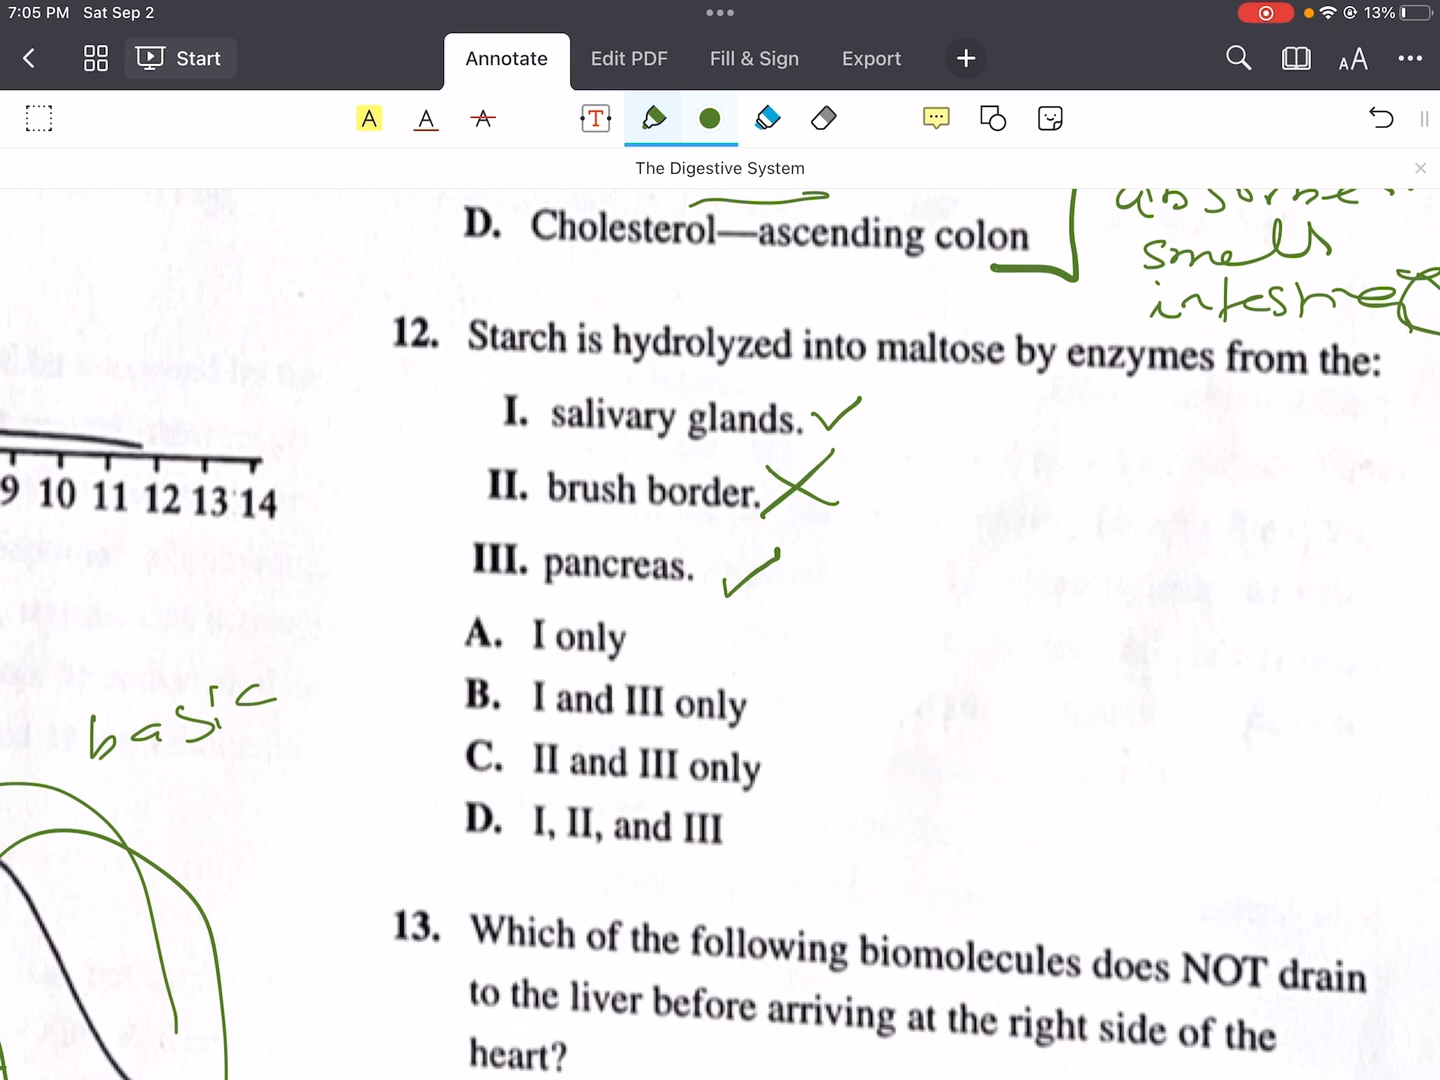 7:05 PM Sat Sep 2
13%
Start
Annotate
Edit PDF
Fill & Sign
Export
AA
A A A T
The Digestive System
D. Cholesterol—ascending colon
small
intestine
12. Starch is hydrolyzed into maltose by enzymes from the:
I. salivary glands.
II. brush border.
III. pancreas.
A. I only
B. I and III only
C. II and III only
D. I, II, and III
9 10 11 12 13 14
basic
13. Which of the following biomolecules does NOT drain
to the liver before arriving at the right side of the
heart?